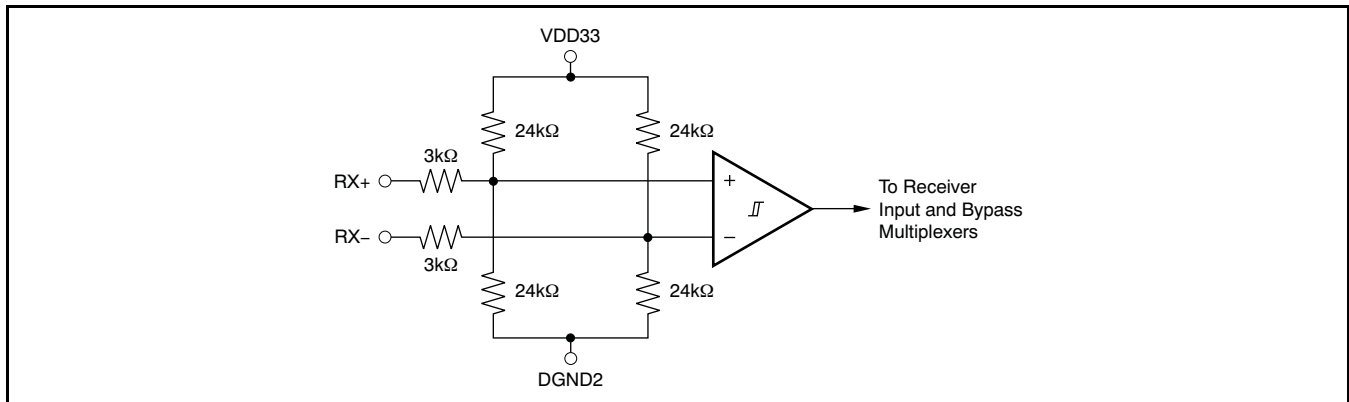 VDD33
24kΩ
24kΩ
3kΩ
RX+
+
To Receiver
Input and Bypass
Multiplexers
RX–
–
3kΩ
24kΩ
24kΩ
DGND2